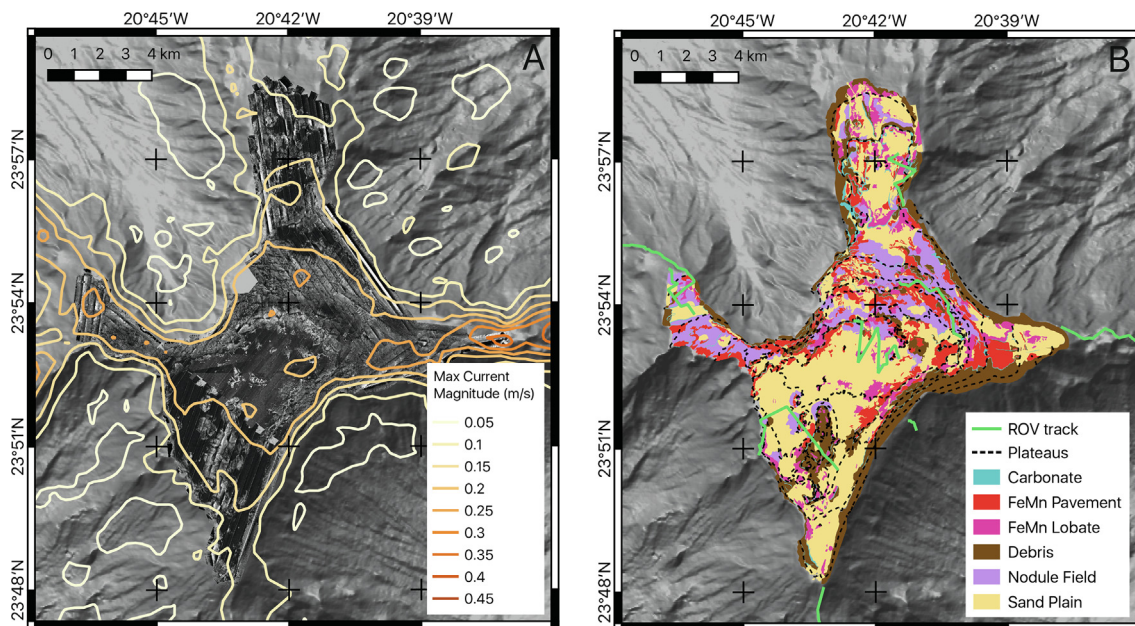 20°45'W 20°42'W 20°39'W
0 1 2 3 4 km
A
23°57'N
23°54'N
23°51'N
23°48'N
Max Current
Magnitude (m/s)
0.05
0.1
0.15
0.2
0.25
0.3
0.35
0.4
0.45
20°45'W 20°42'W 20°39'W
0 1 2 3 4 km
B
23°57'N
23°54'N
23°51'N
23°48'N
ROV track
Plateaus
Carbonate
FeMn Pavement
FeMn Lobate
Debris
Nodule Field
Sand Plain